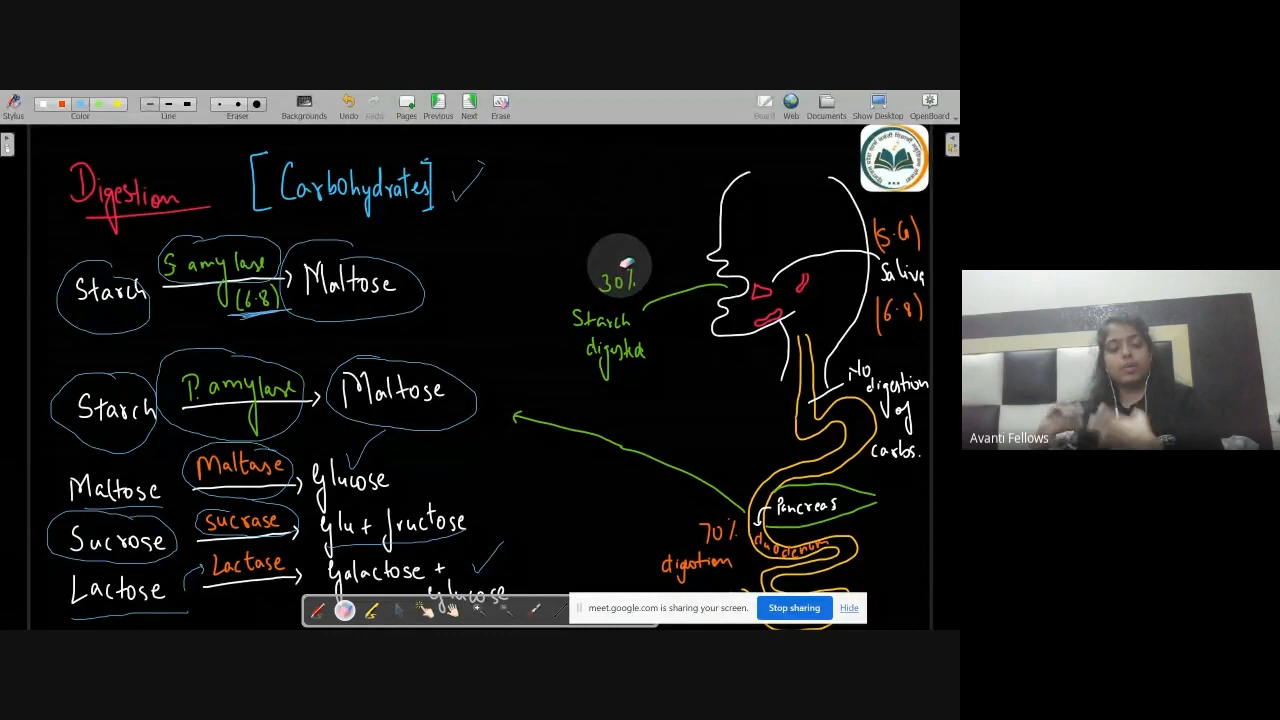 Stylus
Color
Line
Eraser
Backgrounds
Undo
Redo
Pages
Previous
Next
Erase
Board
Web
Documents
Show Desktop
OpenBoard
Digestion [Carbohydrates]
Starch S amylase (6.8) Maltose
Starch P. amylase Maltose
Maltose Maltase Glucose
Sucrose sucrase Glu + fructose
Lactose Lactase Galactose +
Glucose
30%
Starch
digested
Saliva
(6.8)
No
digestion
of
carbs.
Pancreas
duodenum
70%
digestion
meet.google.com is sharing your screen.
Stop sharing
Hide
Avanti Fellows